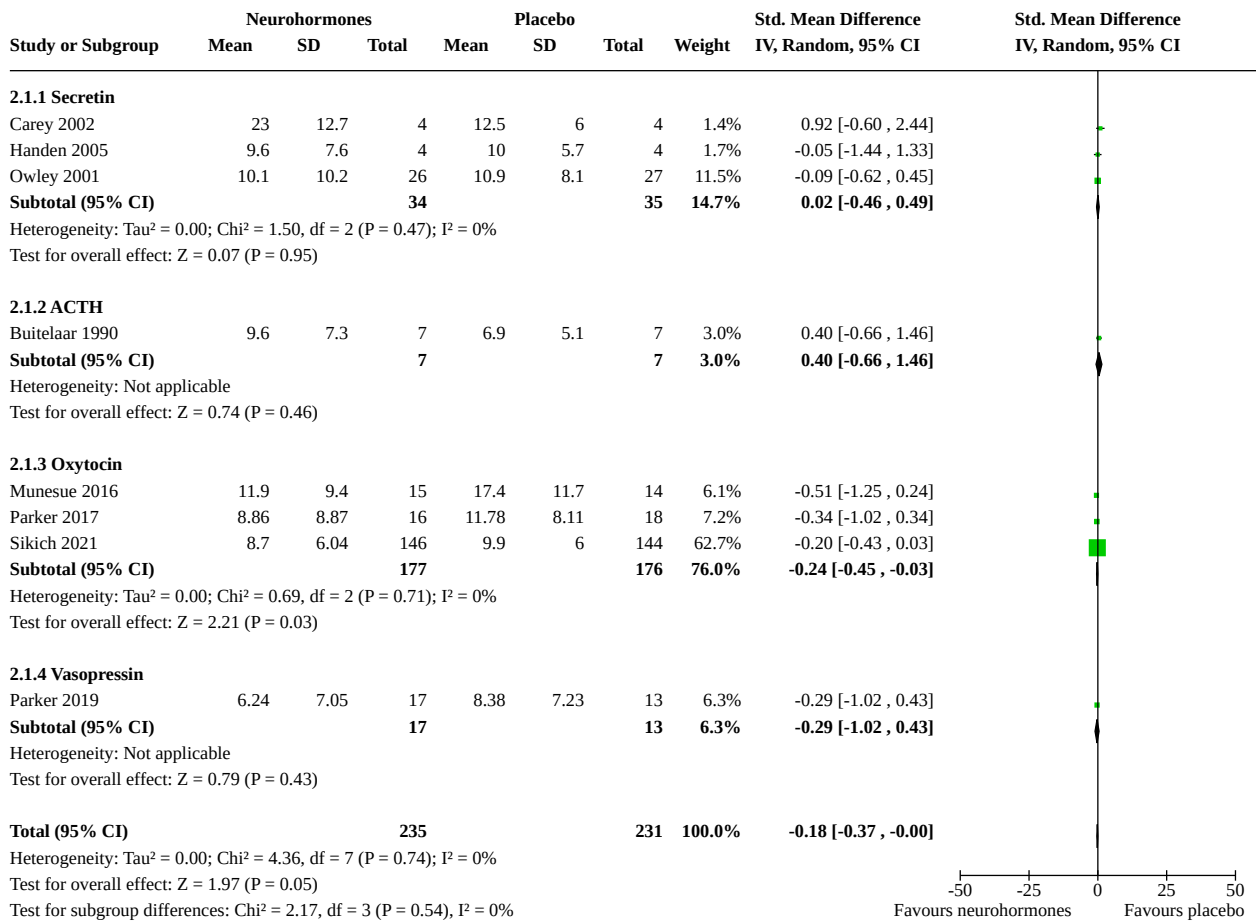 Neurohormones Placebo Std. Mean Difference Std. Mean Difference
Study or Subgroup Mean SD Total Mean SD Total Weight IV, Random, 95% CI IV, Random, 95% CI
2.1.1 Secretin
Carey 2002 23 12.7 4 12.5 6 4 1.4% 0.92 [-0.60 , 2.44]
Handen 2005 9.6 7.6 4 10 5.7 4 1.7% -0.05 [-1.44 , 1.33]
Owley 2001 10.1 10.2 26 10.9 8.1 27 11.5% -0.09 [-0.62 , 0.45]
Subtotal (95% CI) 34 35 14.7% 0.02 [-0.46 , 0.49]
Heterogeneity: Tau² = 0.00; Chi² = 1.50, df = 2 (P = 0.47); I² = 0%
Test for overall effect: Z = 0.07 (P = 0.95)
2.1.2 ACTH
Buitelaar 1990 9.6 7.3 7 6.9 5.1 7 3.0% 0.40 [-0.66 , 1.46]
Subtotal (95% CI) 7 7 3.0% 0.40 [-0.66 , 1.46]
Heterogeneity: Not applicable
Test for overall effect: Z = 0.74 (P = 0.46)
2.1.3 Oxytocin
Munesue 2016 11.9 9.4 15 17.4 11.7 14 6.1% -0.51 [-1.25 , 0.24]
Parker 2017 8.86 8.87 16 11.78 8.11 18 7.2% -0.34 [-1.02 , 0.34]
Sikich 2021 8.7 6.04 146 9.9 6 144 62.7% -0.20 [-0.43 , 0.03]
Subtotal (95% CI) 177 176 76.0% -0.24 [-0.45 , -0.03]
Heterogeneity: Tau² = 0.00; Chi² = 0.69, df = 2 (P = 0.71); I² = 0%
Test for overall effect: Z = 2.21 (P = 0.03)
2.1.4 Vasopressin
Parker 2019 6.24 7.05 17 8.38 7.23 13 6.3% -0.29 [-1.02 , 0.43]
Subtotal (95% CI) 17 13 6.3% -0.29 [-1.02 , 0.43]
Heterogeneity: Not applicable
Test for overall effect: Z = 0.79 (P = 0.43)
Total (95% CI) 235 231 100.0% -0.18 [-0.37 , -0.00]
Heterogeneity: Tau² = 0.00; Chi² = 4.36, df = 7 (P = 0.74); I² = 0%
Test for overall effect: Z = 1.97 (P = 0.05)
Test for subgroup differences: Chi² = 2.17, df = 3 (P = 0.54), I² = 0%
-50 -25 0 25 50
Favours neurohormones Favours placebo